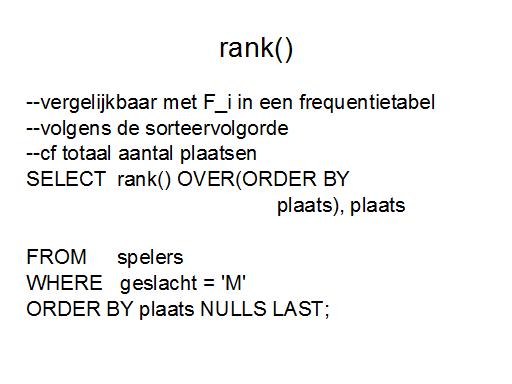 rank()
--vergelijkbaar met F_i in een frequentietabel
--volgens de sorteervolgorde
--cf totaal aantal plaatsen
SELECT rank() OVER(ORDER BY
plaats), plaats
FROM spelers
WHERE geslacht = 'M'
ORDER BY plaats NULLS LAST;